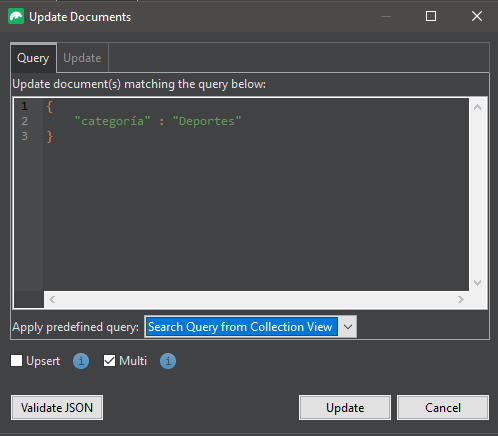 Update Documents
Query Update
Update document(s) matching the query below:
1 {
2 "categoría" : "Deportes"
3 }
Apply predefined query: Search Query from Collection View
Upsert i Multi i
Validate JSON Update Cancel